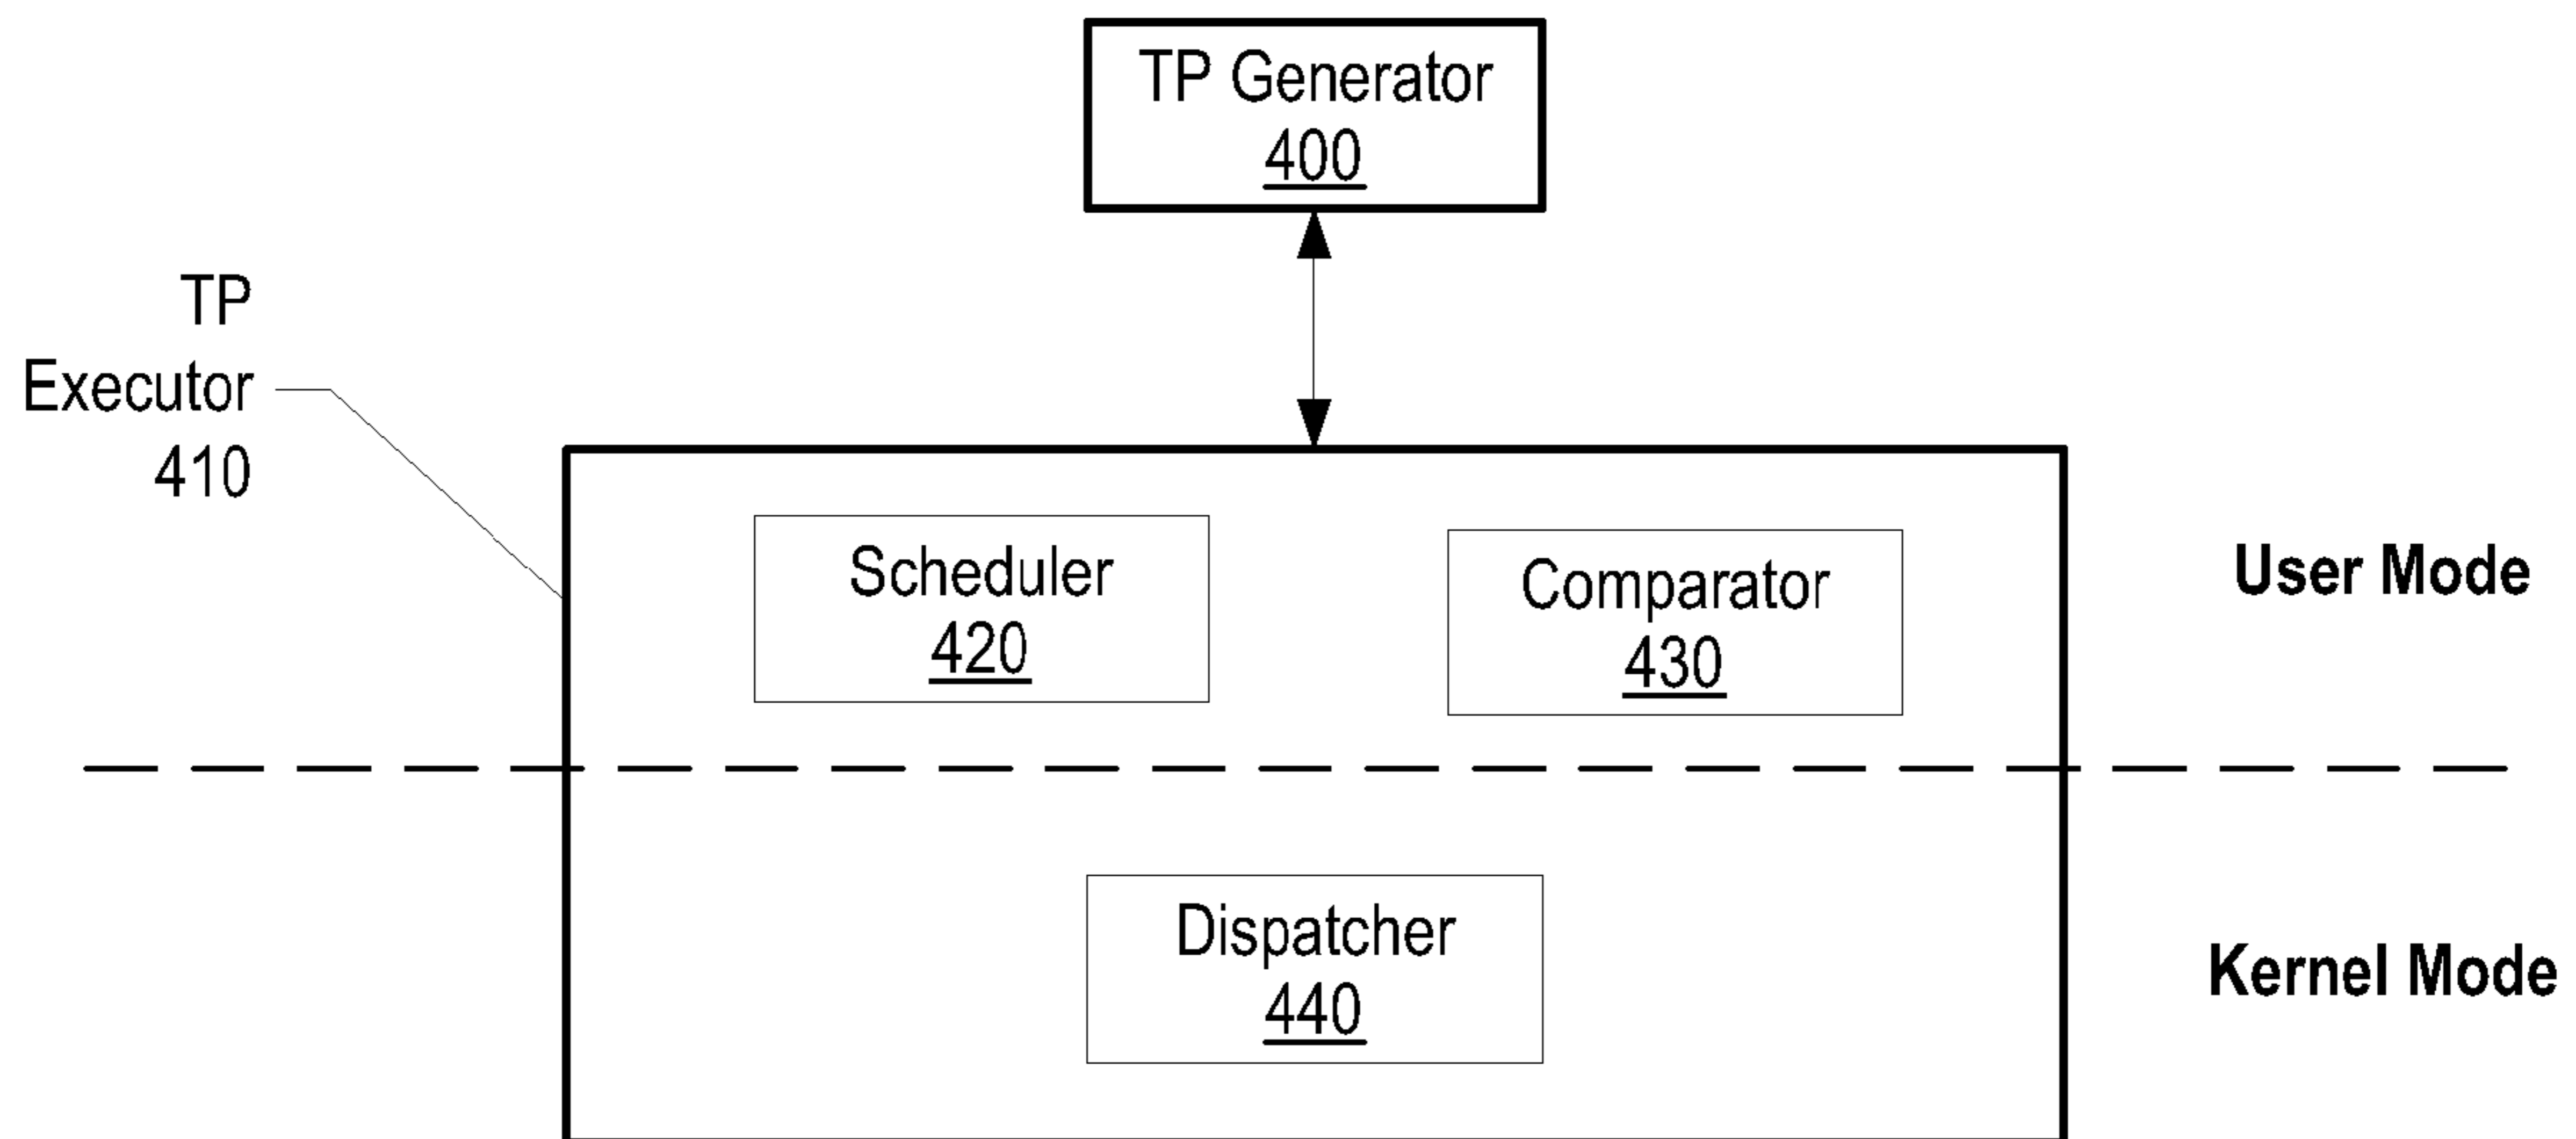 TP Generator
400
TP
Executor
410
Scheduler
420
Comparator
430
User Mode
Dispatcher
440
Kernel Mode